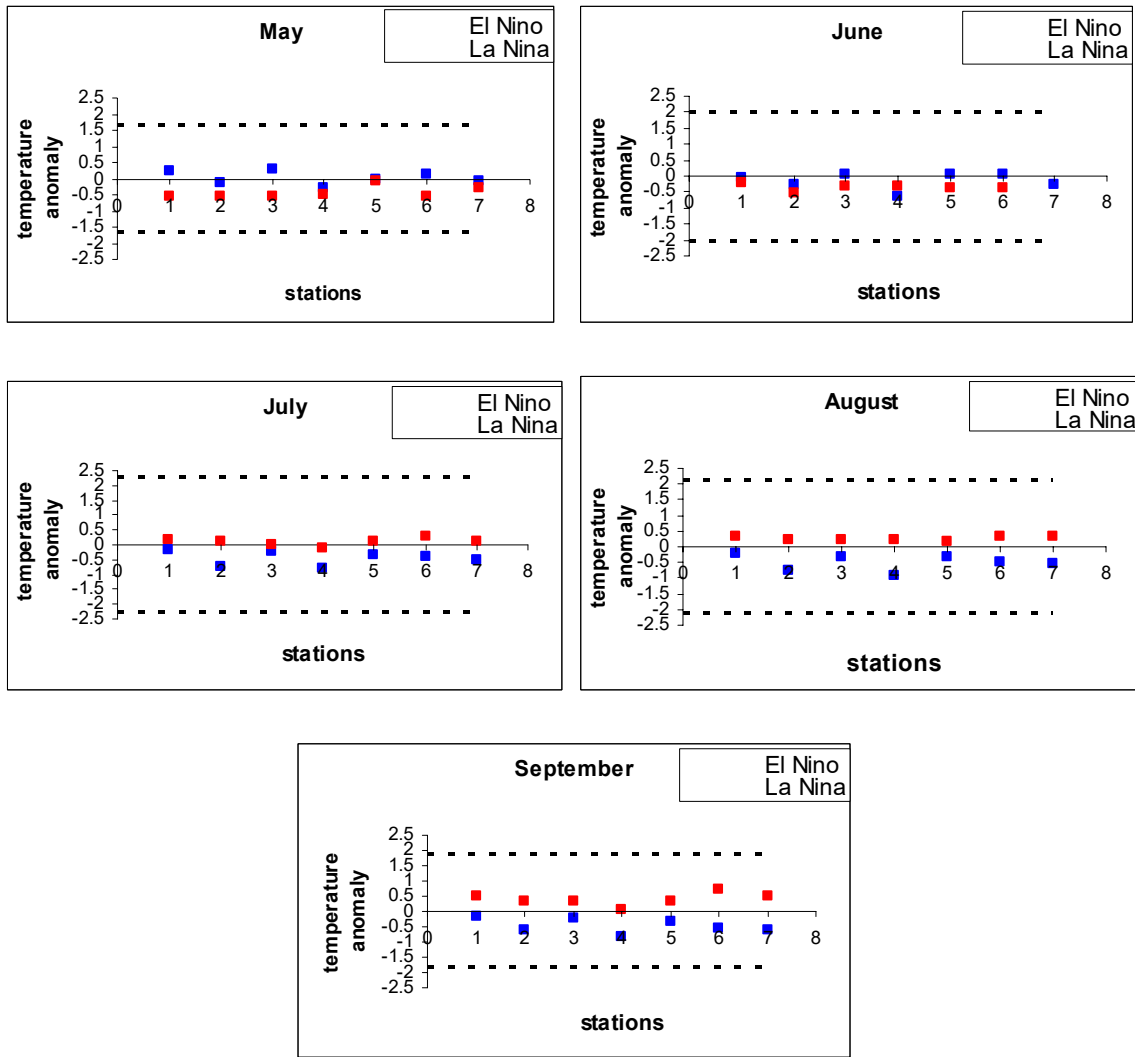 May
El Nino
La Nina
temperature
anomaly
2.5
2
1.5
1
0.5
0
-0.5
-1
-1.5
-2
-2.5
0 1 2 3 4 5 6 7 8
stations
June
El Nino
La Nina
temperature
anomaly
2.5
2
1.5
1
0.5
0
-0.5
-1
-1.5
-2
-2.5
0 1 2 3 4 5 6 7 8
stations
July
El Nino
La Nina
temperature
anomaly
2.5
2
1.5
1
0.5
0
-0.5
-1
-1.5
-2
-2.5
0 1 2 3 4 5 6 7 8
stations
August
El Nino
La Nina
temperature
anomaly
2.5
2
1.5
1
0.5
0
-0.5
-1
-1.5
-2
-2.5
0 1 2 3 4 5 6 7 8
stations
September
El Nino
La Nina
temperature
anomaly
2.5
2
1.5
1
0.5
0
-0.5
-1
-1.5
-2
-2.5
0 1 2 3 4 5 6 7 8
stations